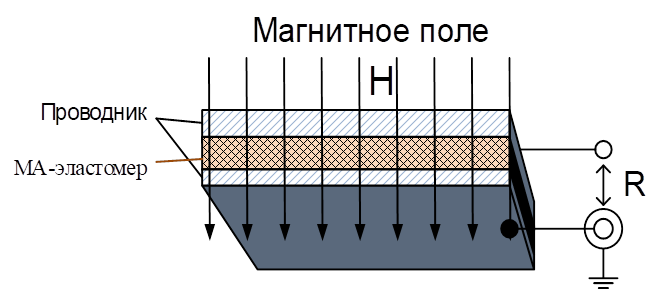 Магнитное поле
H
Проводник
МА-эластомер
R